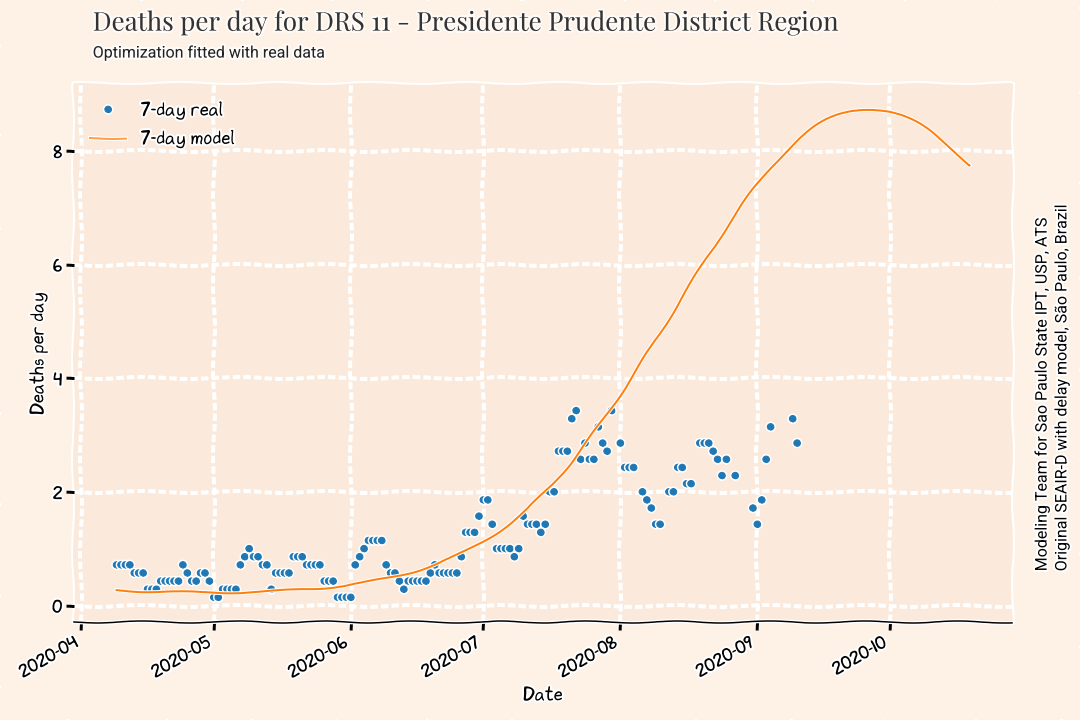 Deaths per day for DRS 11 - Presidente Prudente District Region
Optimization fitted with real data
7-day real
7-day model
8
6
4
2
0
Deaths per day
2020-04
2020-05
2020-06
2020-07
2020-08
2020-09
2020-10
Date
Modeling Team for Sao Paulo State IPT, USP, ATS
Original SEAIR-D with delay model, São Paulo, Brazil